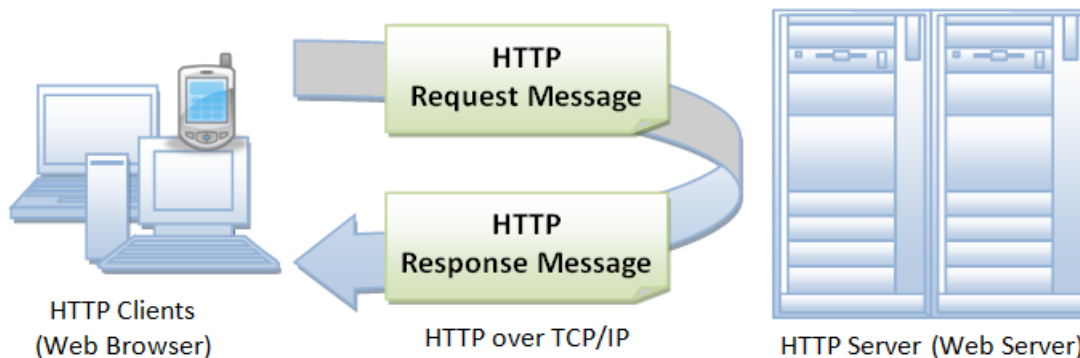 HTTP
Request Message
HTTP
Response Message
HTTP Clients
(Web Browser)
HTTP over TCP/IP
HTTP Server (Web Server)